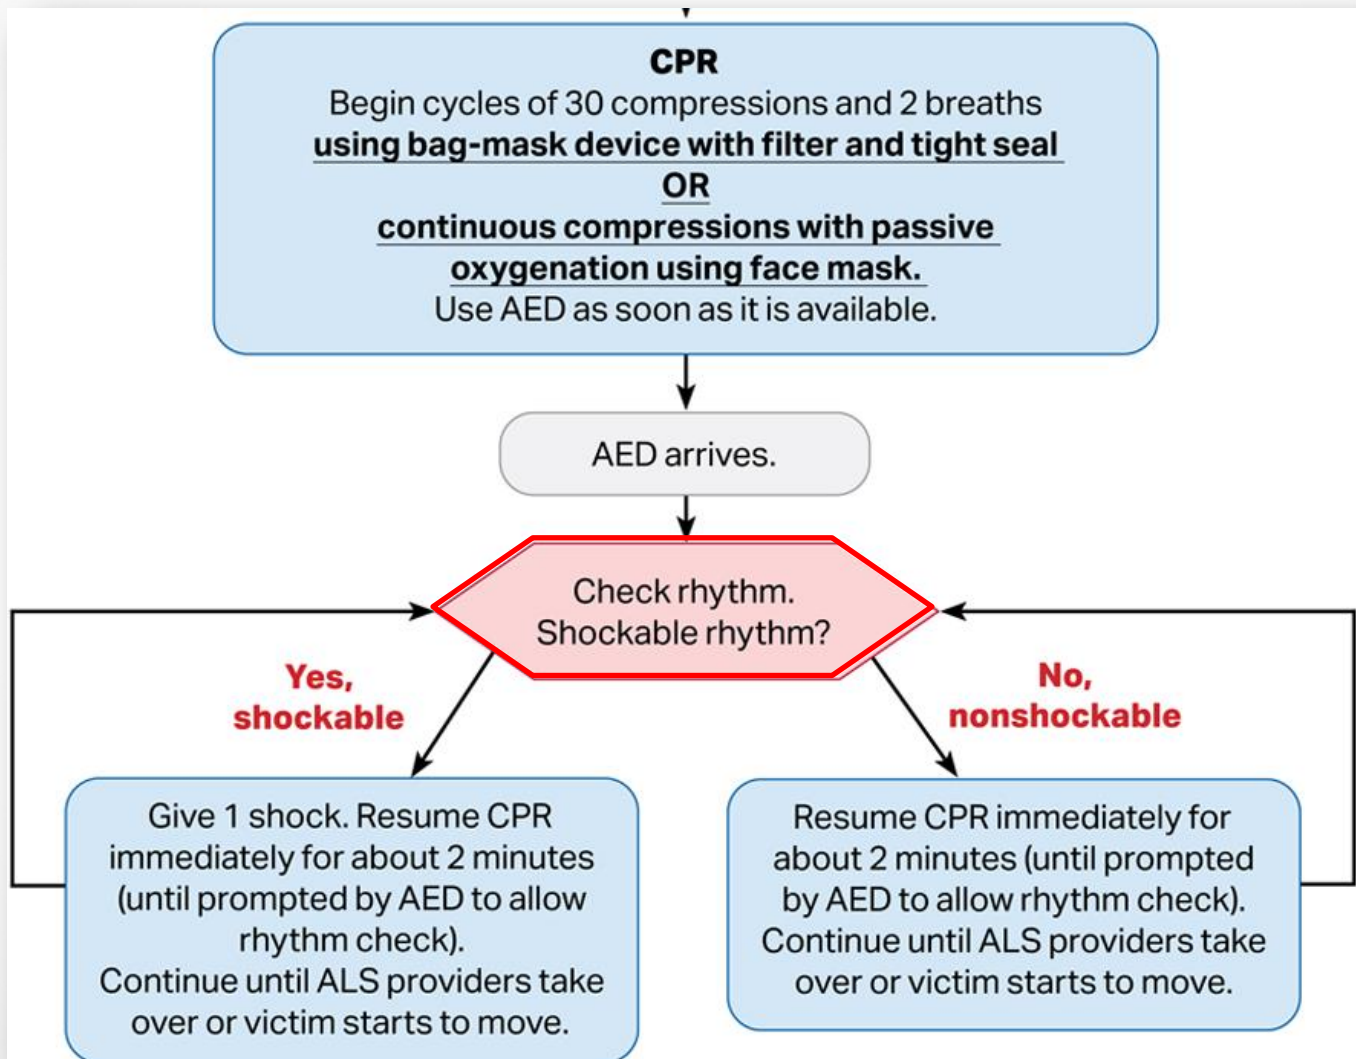 CPR
Begin cycles of 30 compressions and 2 breaths
using bag-mask device with filter and tight seal
OR
continuous compressions with passive
oxygenation using face mask.
Use AED as soon as it is available.
AED arrives.
Check rhythm.
Shockable rhythm?
Yes,
shockable
No,
nonshockable
Give 1 shock. Resume CPR
immediately for about 2 minutes
(until prompted by AED to allow
rhythm check).
Continue until ALS providers take
over or victim starts to move.
Resume CPR immediately for
about 2 minutes (until prompted
by AED to allow rhythm check).
Continue until ALS providers take
over or victim starts to move.